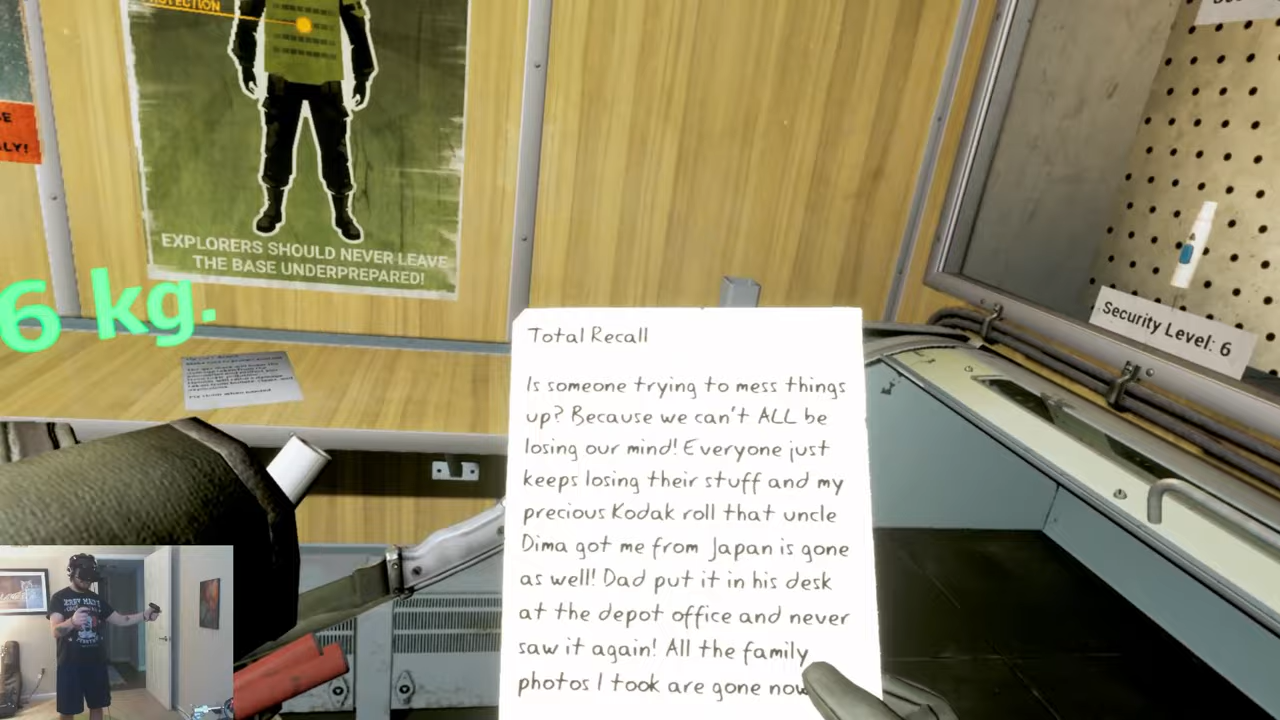 PROTECTION
EXPLORERS SHOULD NEVER LEAVE
THE BASE UNDERPREPARED!
LY!
6 kg.
Security Level: 6
Total Recall
Is someone trying to mess things
up? Because we can't ALL be
losing our mind! Everyone just
keeps losing their stuff and my
precious Kodak roll that uncle
Dima got me from Japan is gone
as well! Dad put it in his desk
at the depot office and never
saw it again! All the family
photos I took are gone now